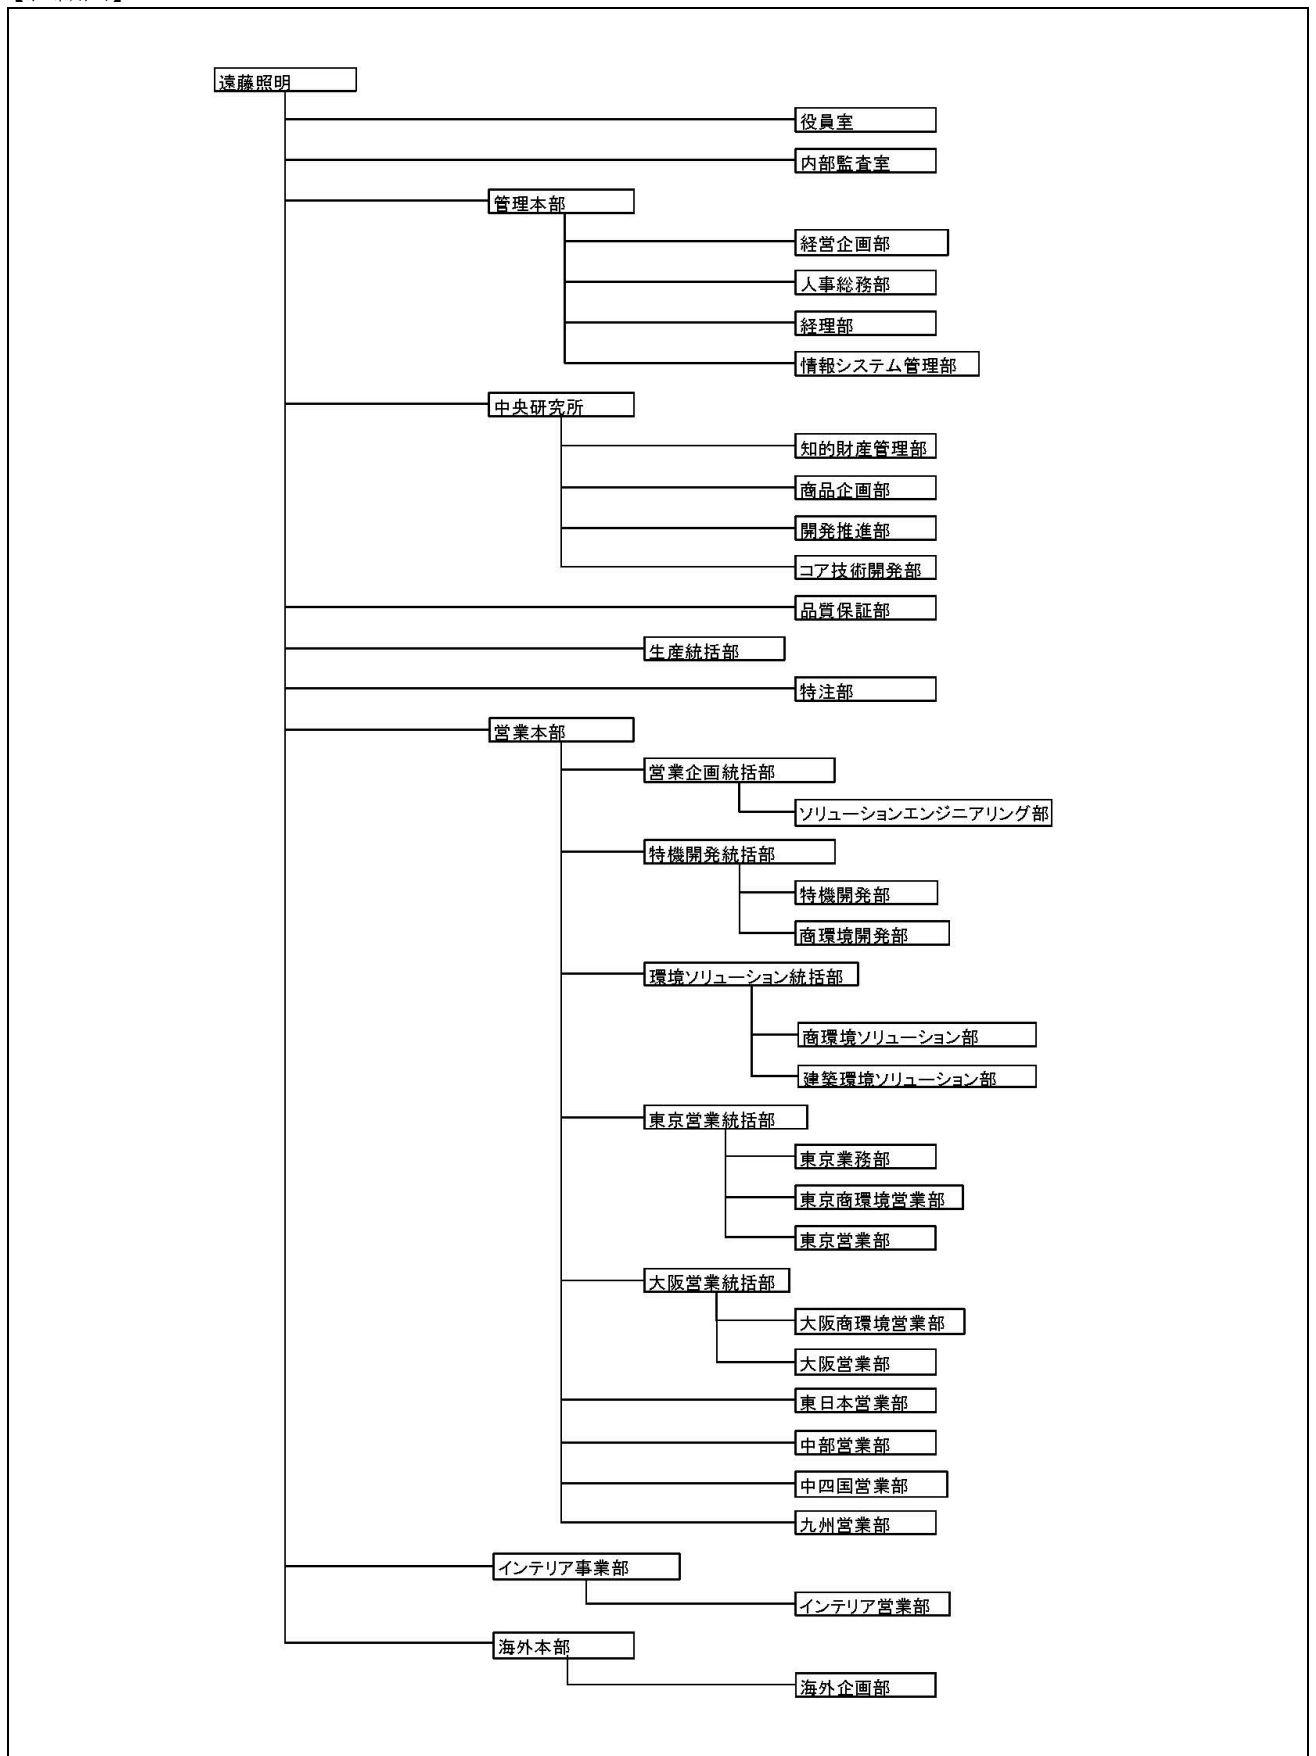 遠藤照明
役員室
内部監査室
管理本部
経営企画部
人事総務部
経理部
情報システム管理部
中央研究所
知的財産管理部
商品企画部
開発推進部
コア技術開発部
品質保証部
生産統括部
特注部
営業本部
営業企画統括部
ソリューションエンジニアリング部
特機開発統括部
特機開発部
商環境開発部
環境ソリューション統括部
商環境ソリューション部
建築環境ソリューション部
東京営業統括部
東京業務部
東京商環境営業部
東京営業部
大阪営業統括部
大阪商環境営業部
大阪営業部
東日本営業部
中部営業部
中四国営業部
九州営業部
インテリア事業部
インテリア営業部
海外本部
海外企画部